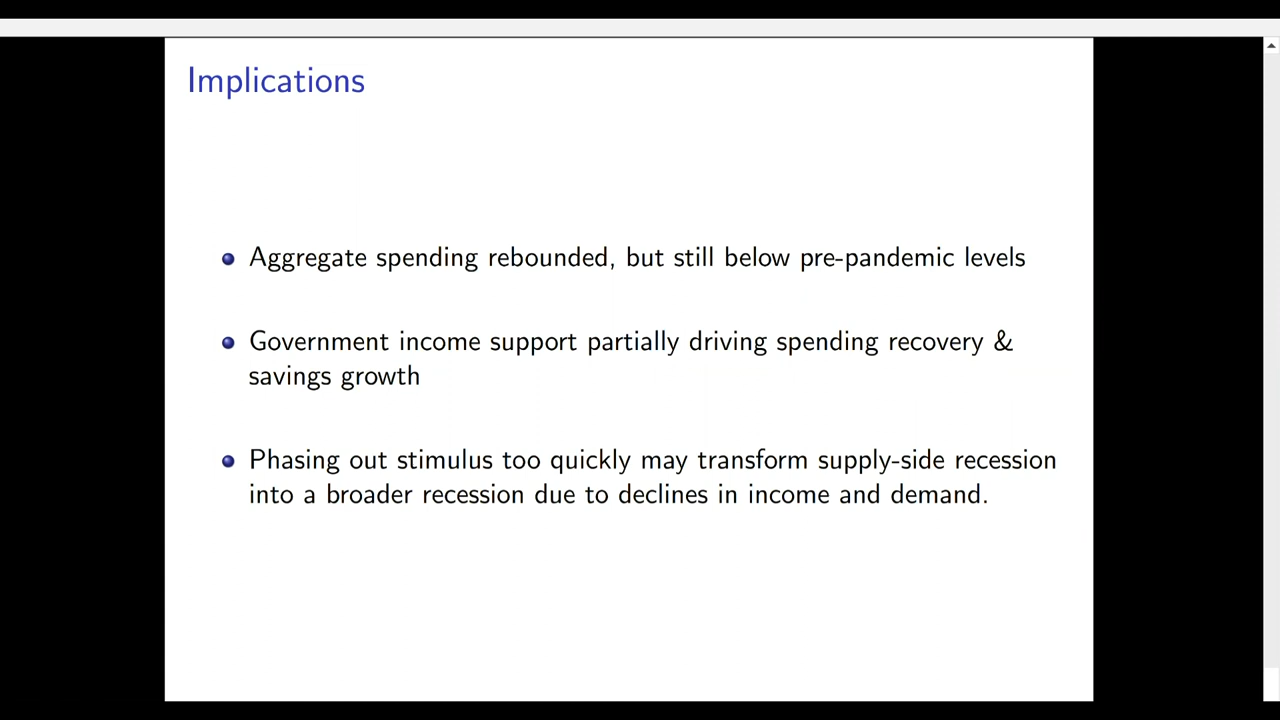 Implications
Aggregate spending rebounded, but still below pre-pandemic levels
Government income support partially driving spending recovery &
savings growth
Phasing out stimulus too quickly may transform supply-side recession
into a broader recession due to declines in income and demand.